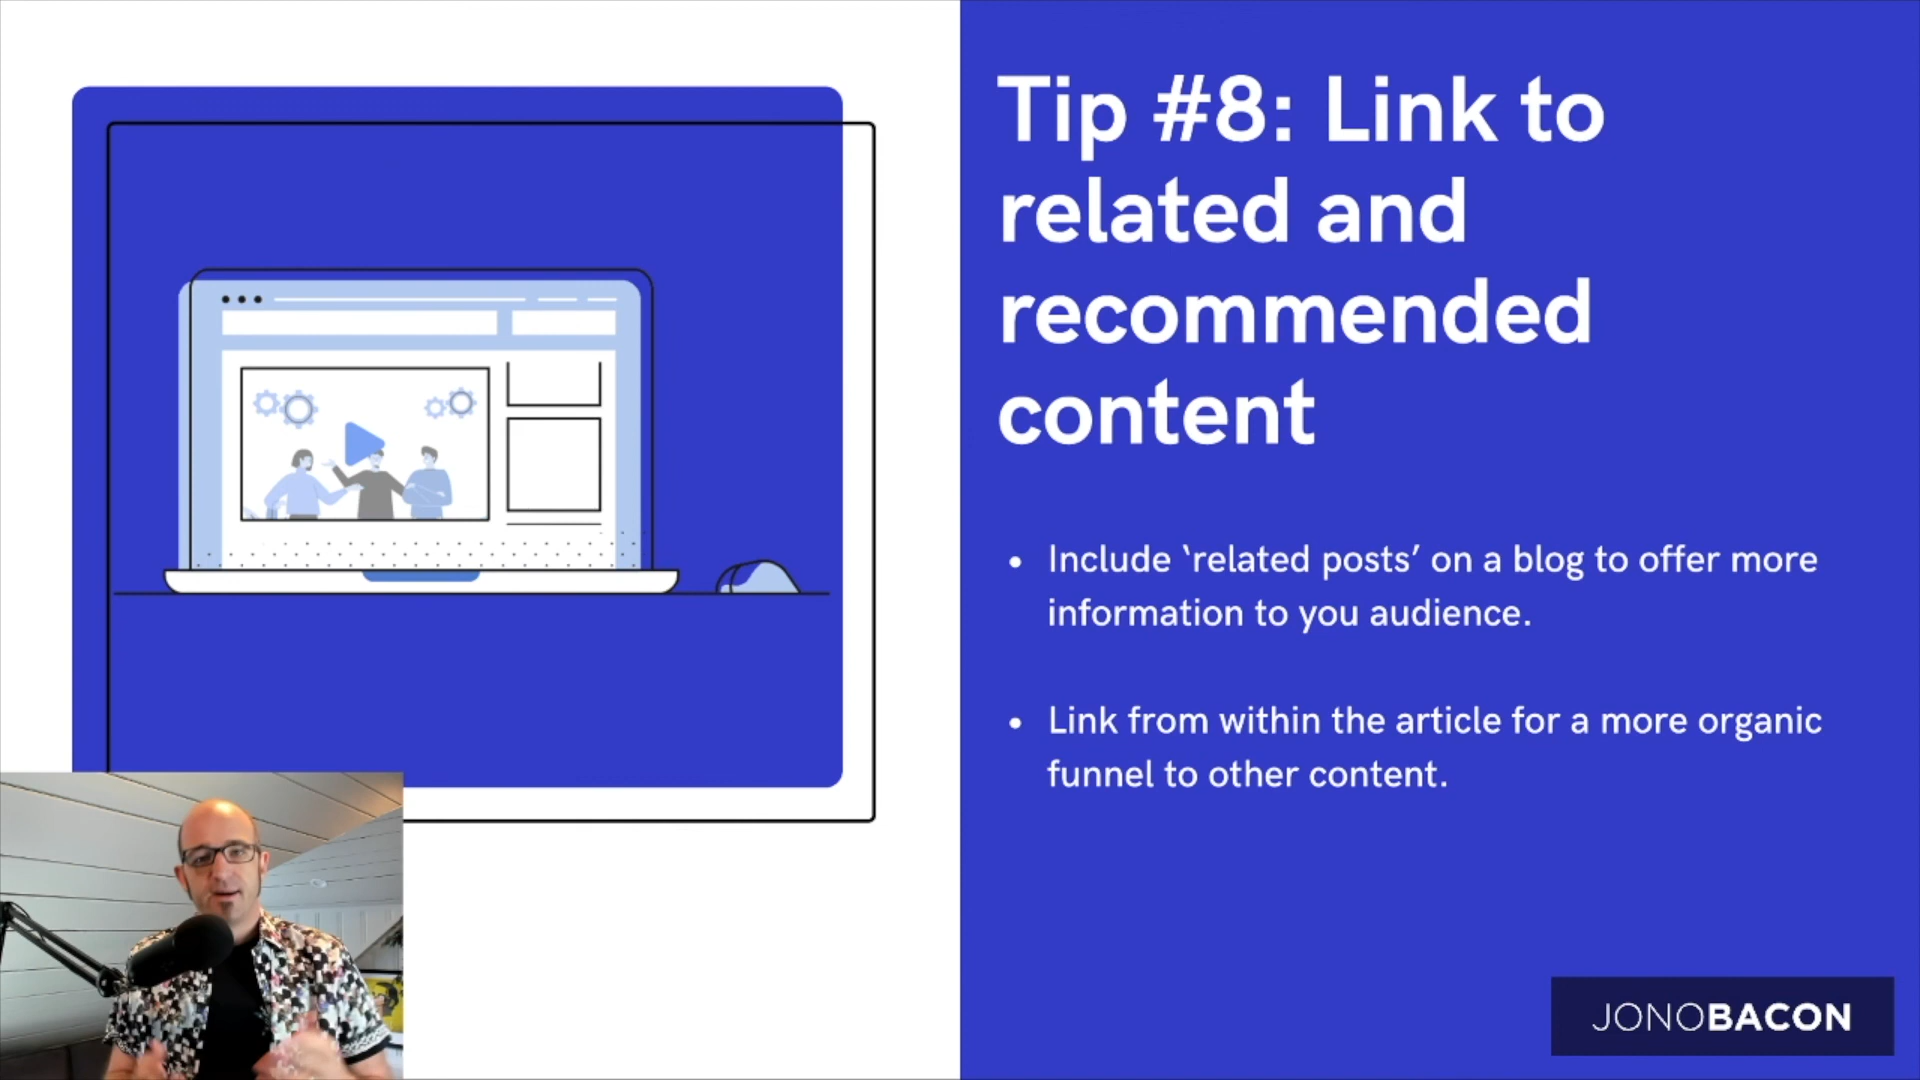 Tip #8: Link to
related and
recommended
content
• Include ‘related posts’ on a blog to offer more
information to you audience.
• Link from within the article for a more organic
funnel to other content.
JONOBACON